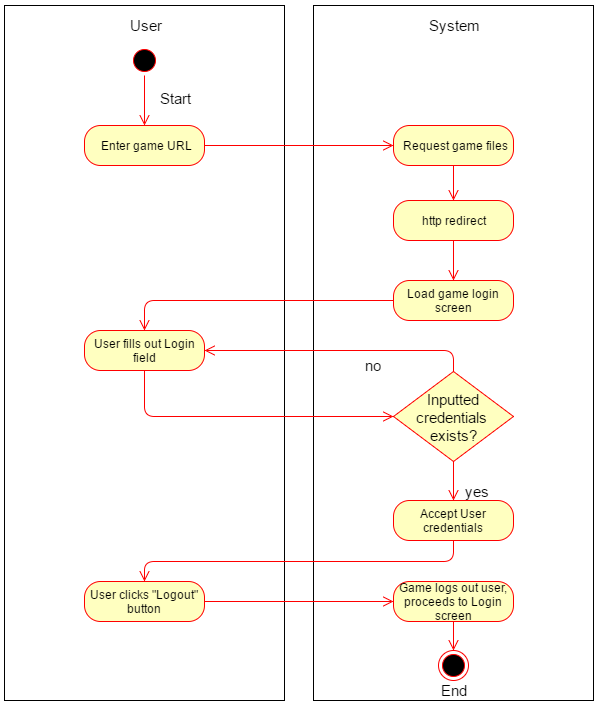 User
System
Start
Enter game URL
Request game files
http redirect
Load game login
screen
User fills out Login
field
no
Inputted
credentials
exists?
yes
Accept User
credentials
User clicks "Logout"
button
Game logs out user,
proceeds to Login
screen
End